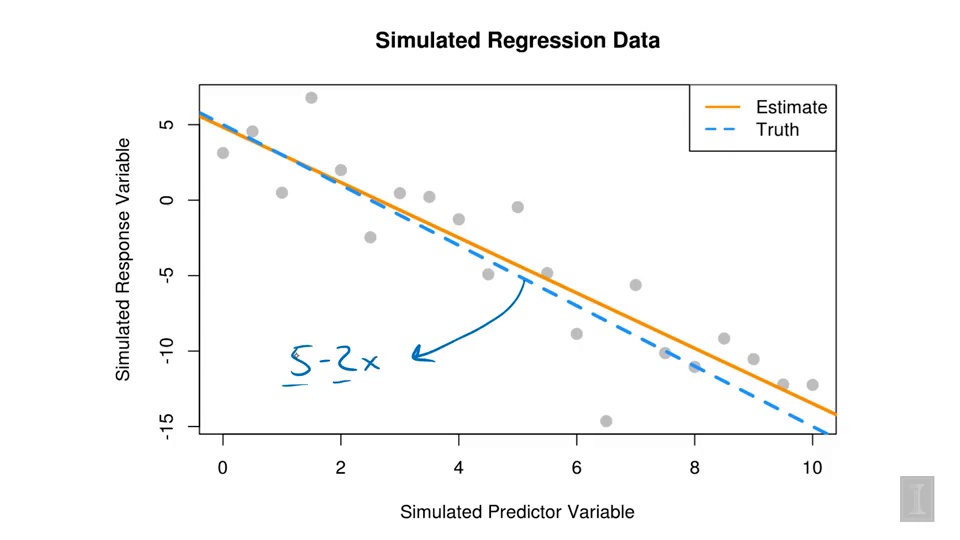 Simulated Regression Data
Estimate
Truth
Simulated Response Variable
5
0
-5
-10
-15
5-2x
0 2 4 6 8 10
Simulated Predictor Variable
I